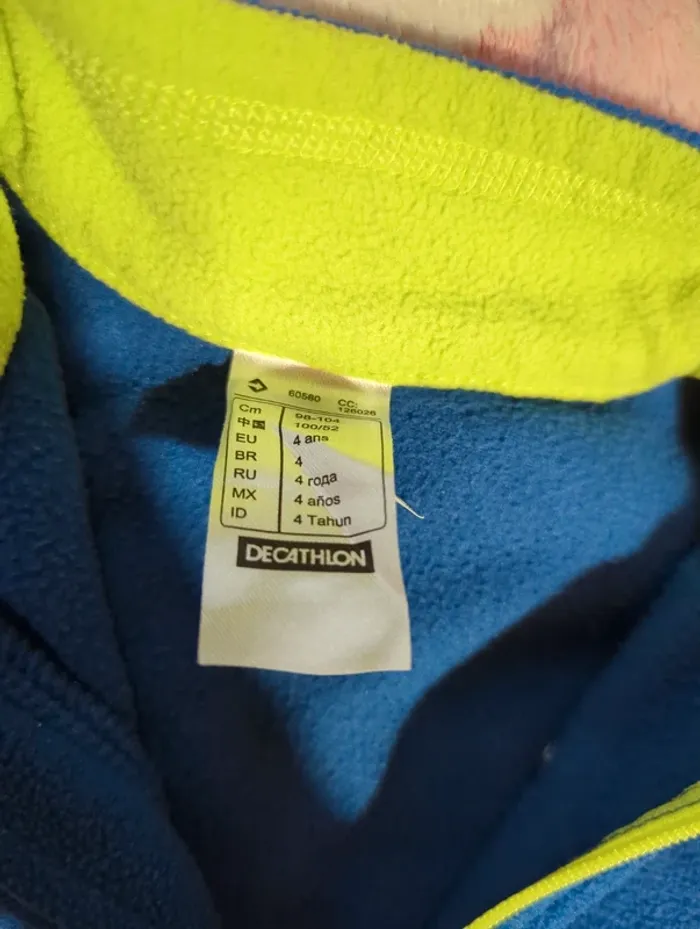 60580 CC:
128026
Cm 98-104
中国 100/52
EU 4 ans
BR 4
RU 4 года
MX 4 años
ID 4 Tahun
DECATHLON